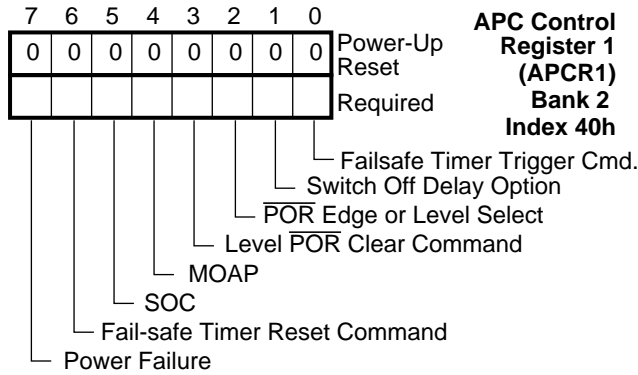 7 6 5 4 3 2 1 0
APC Control
Register 1
(APCR1)
Bank 2
Index 40h
0 0 0 0 0 0 0 0
Power-Up
Reset
Required
Failsafe Timer Trigger Cmd.
Switch Off Delay Option
POR Edge or Level Select
Level POR Clear Command
MOAP
SOC
Fail-safe Timer Reset Command
Power Failure